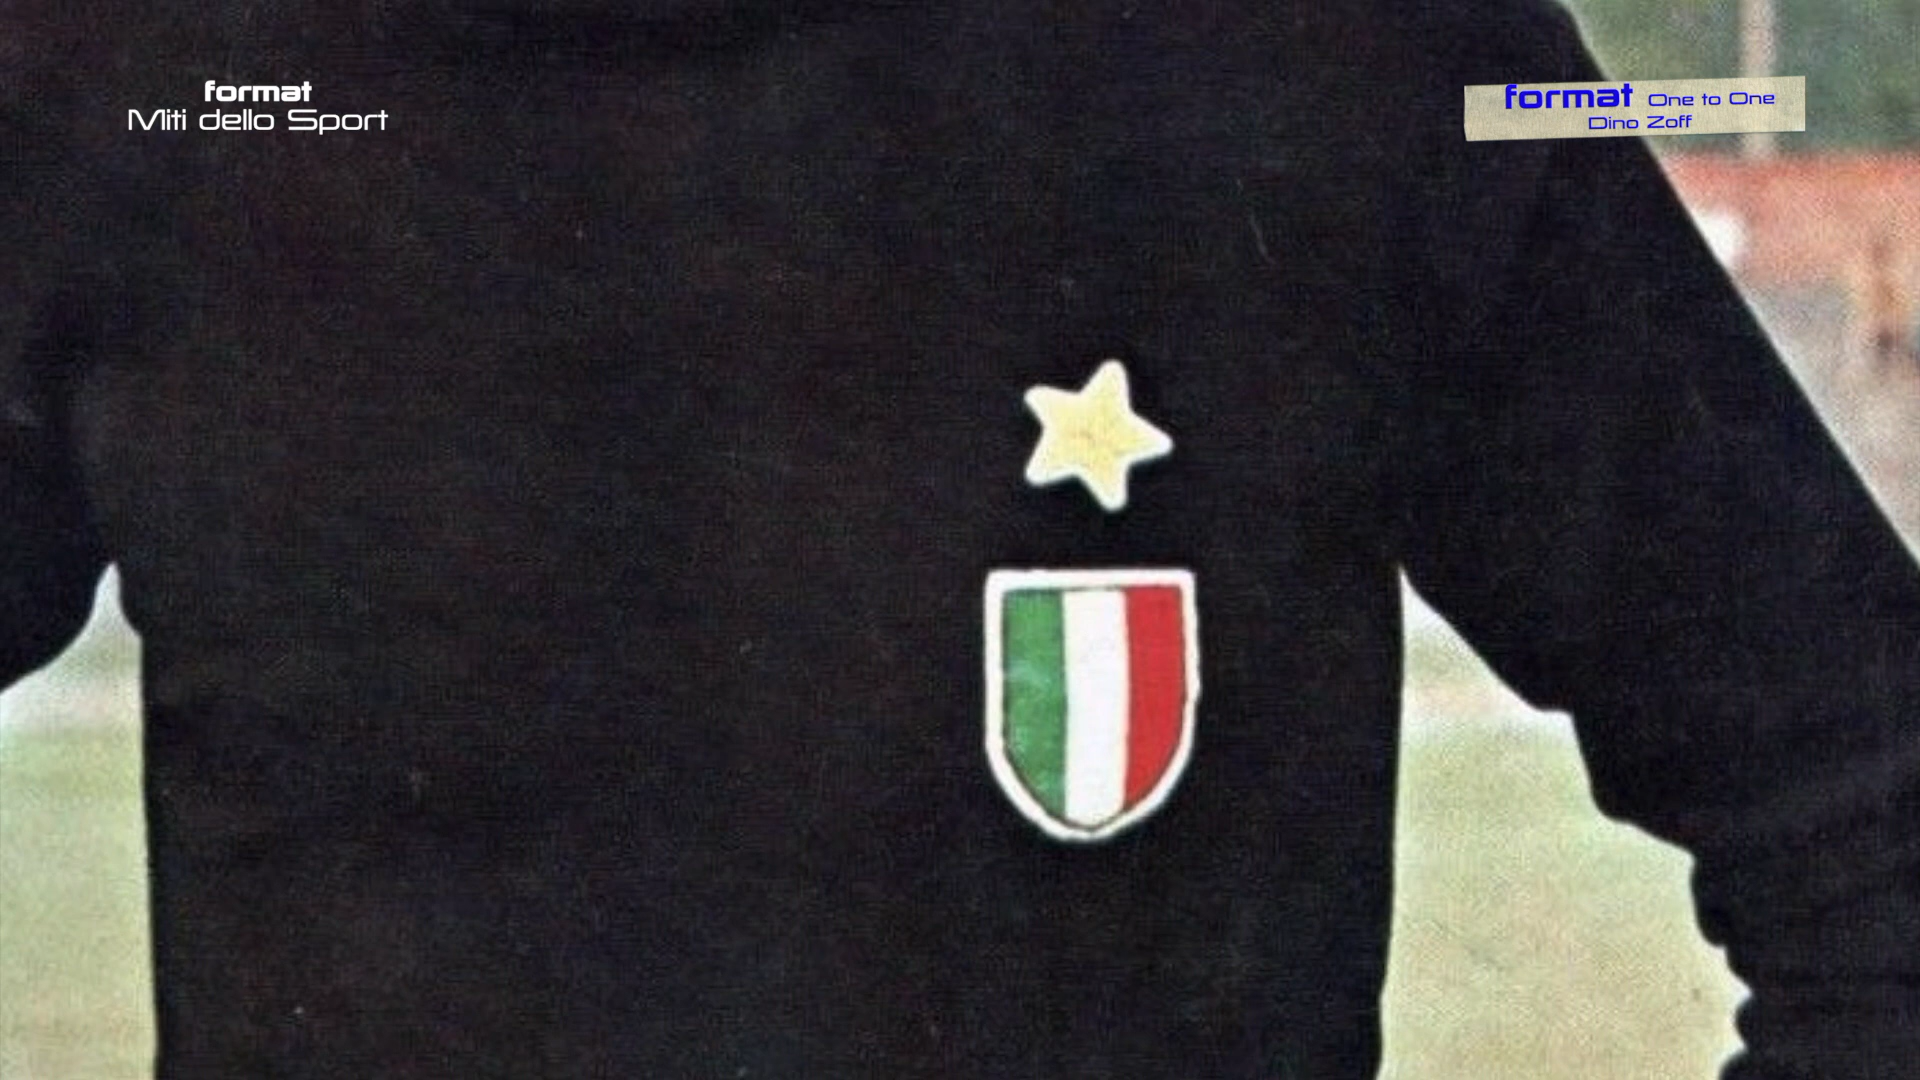 format
Miti dello Sport
format One to One
Dino Zoff